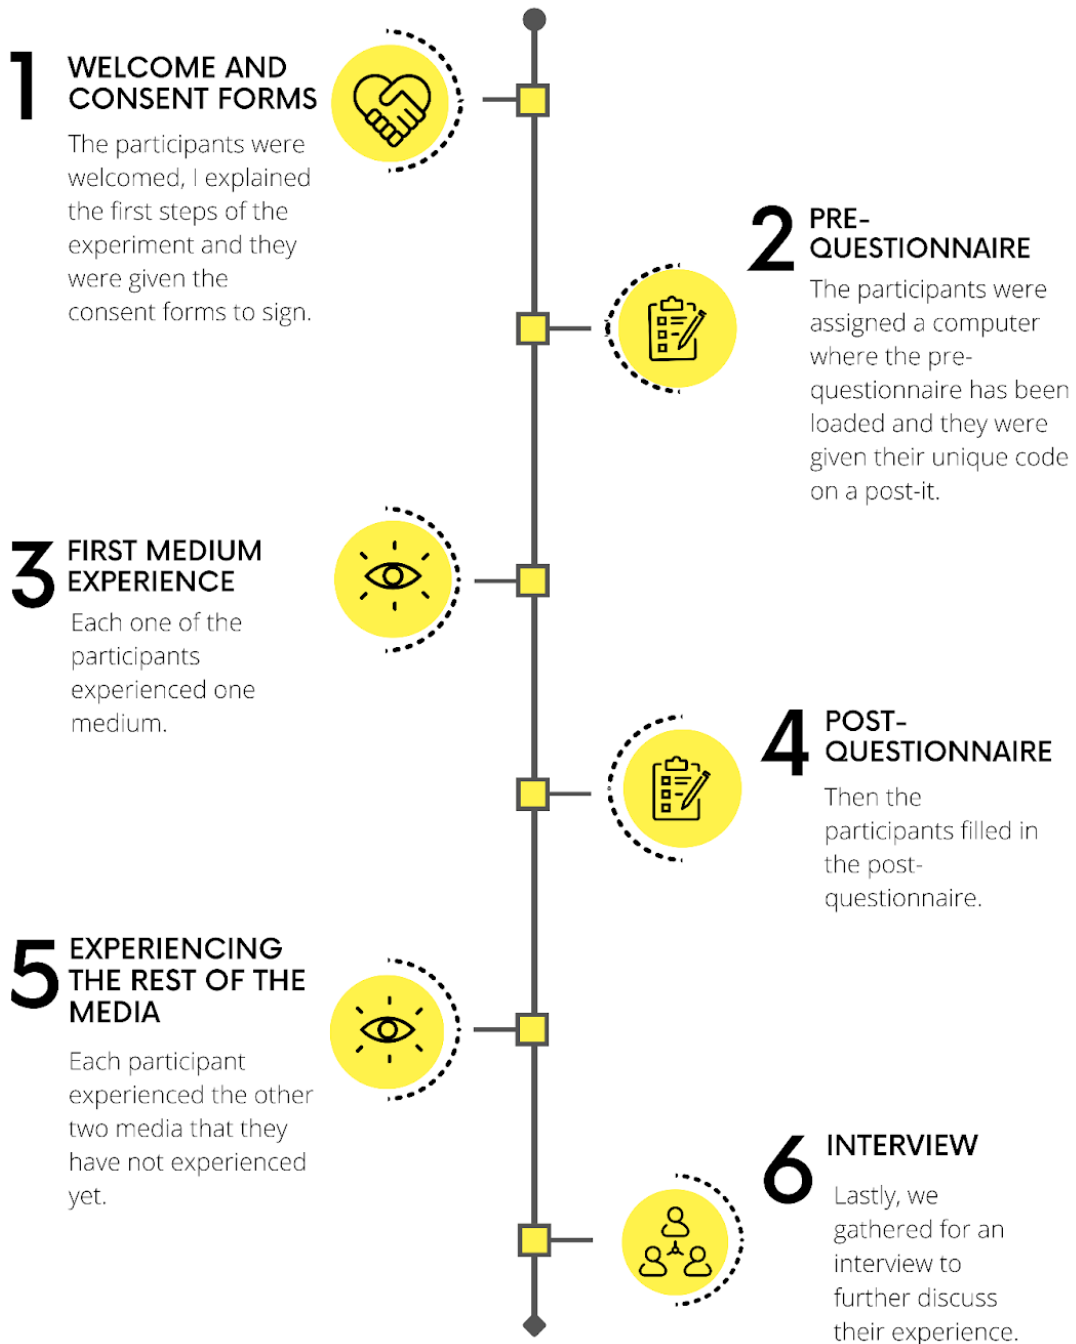 1
WELCOME AND
CONSENT FORMS
The participants were
welcomed, I explained
the first steps of the
experiment and they
were given the
consent forms to sign.
2
PRE-
QUESTIONNAIRE
The participants were
assigned a computer
where the pre-
questionnaire has been
loaded and they were
given their unique code
on a post-it.
3
FIRST MEDIUM
EXPERIENCE
Each one of the
participants
experienced one
medium.
4
POST-
QUESTIONNAIRE
Then the
participants filled in
the post-
questionnaire.
5
EXPERIENCING
THE REST OF THE
MEDIA
Each participant
experienced the other
two media that they
have not experienced
yet.
6
INTERVIEW
Lastly, we
gathered for an
interview to
further discuss
their experience.